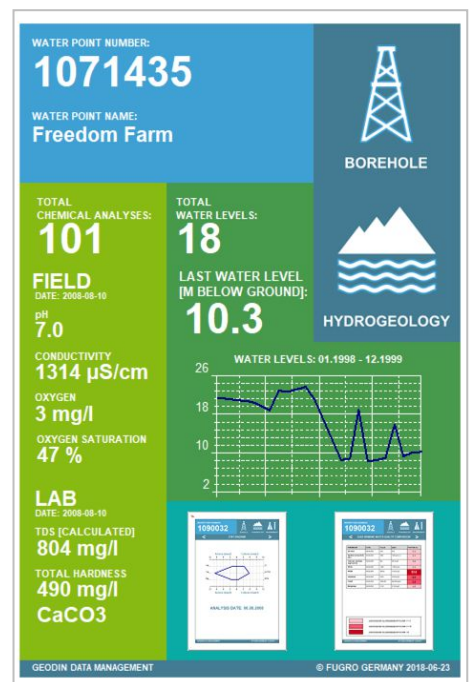 WATER POINT NUMBER:
1071435
WATER POINT NAME:
Freedom Farm
BOREHOLE
TOTAL
CHEMICAL ANALYSES:
101
FIELD
DATE: 2008-08-10
pH
7.0
CONDUCTIVITY
1314 µS/cm
OXYGEN
3 mg/l
OXYGEN SATURATION
47 %
LAB
DATE: 2008-08-10
TDS [CALCULATED]
804 mg/l
TOTAL HARDNESS
490 mg/l
CaCO3
TOTAL
WATER LEVELS:
18
LAST WATER LEVEL
[M BELOW GROUND]:
10.3
HYDROGEOLOGY
WATER LEVELS: 01.1998 - 12.1999
26
18
10
2
1090032
1090032
GEODIN DATA MANAGEMENT
© FUGRO GERMANY 2018-06-23